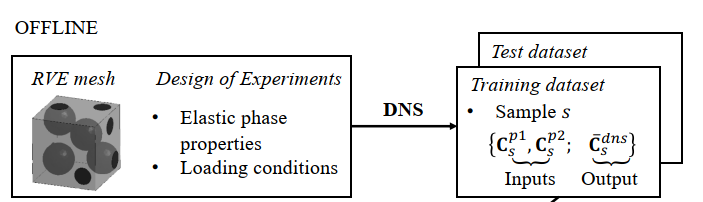 OFFLINE
RVE mesh
Design of Experiments
• Elastic phase
properties
• Loading conditions
DNS
Test dataset
Training dataset
• Sample s
{C_s^{p1}, C_s^{p2}; C̄_s^{dns}}
Inputs Output